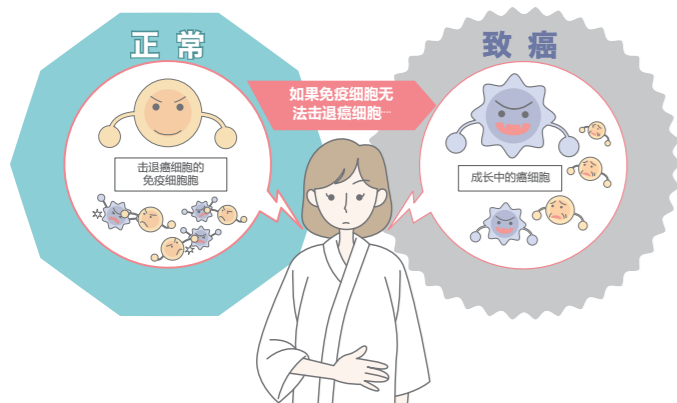 正常
致癌
如果免疫细胞无
法击退癌细胞…
击退癌细胞的
免疫细胞胞
成长中的癌细胞